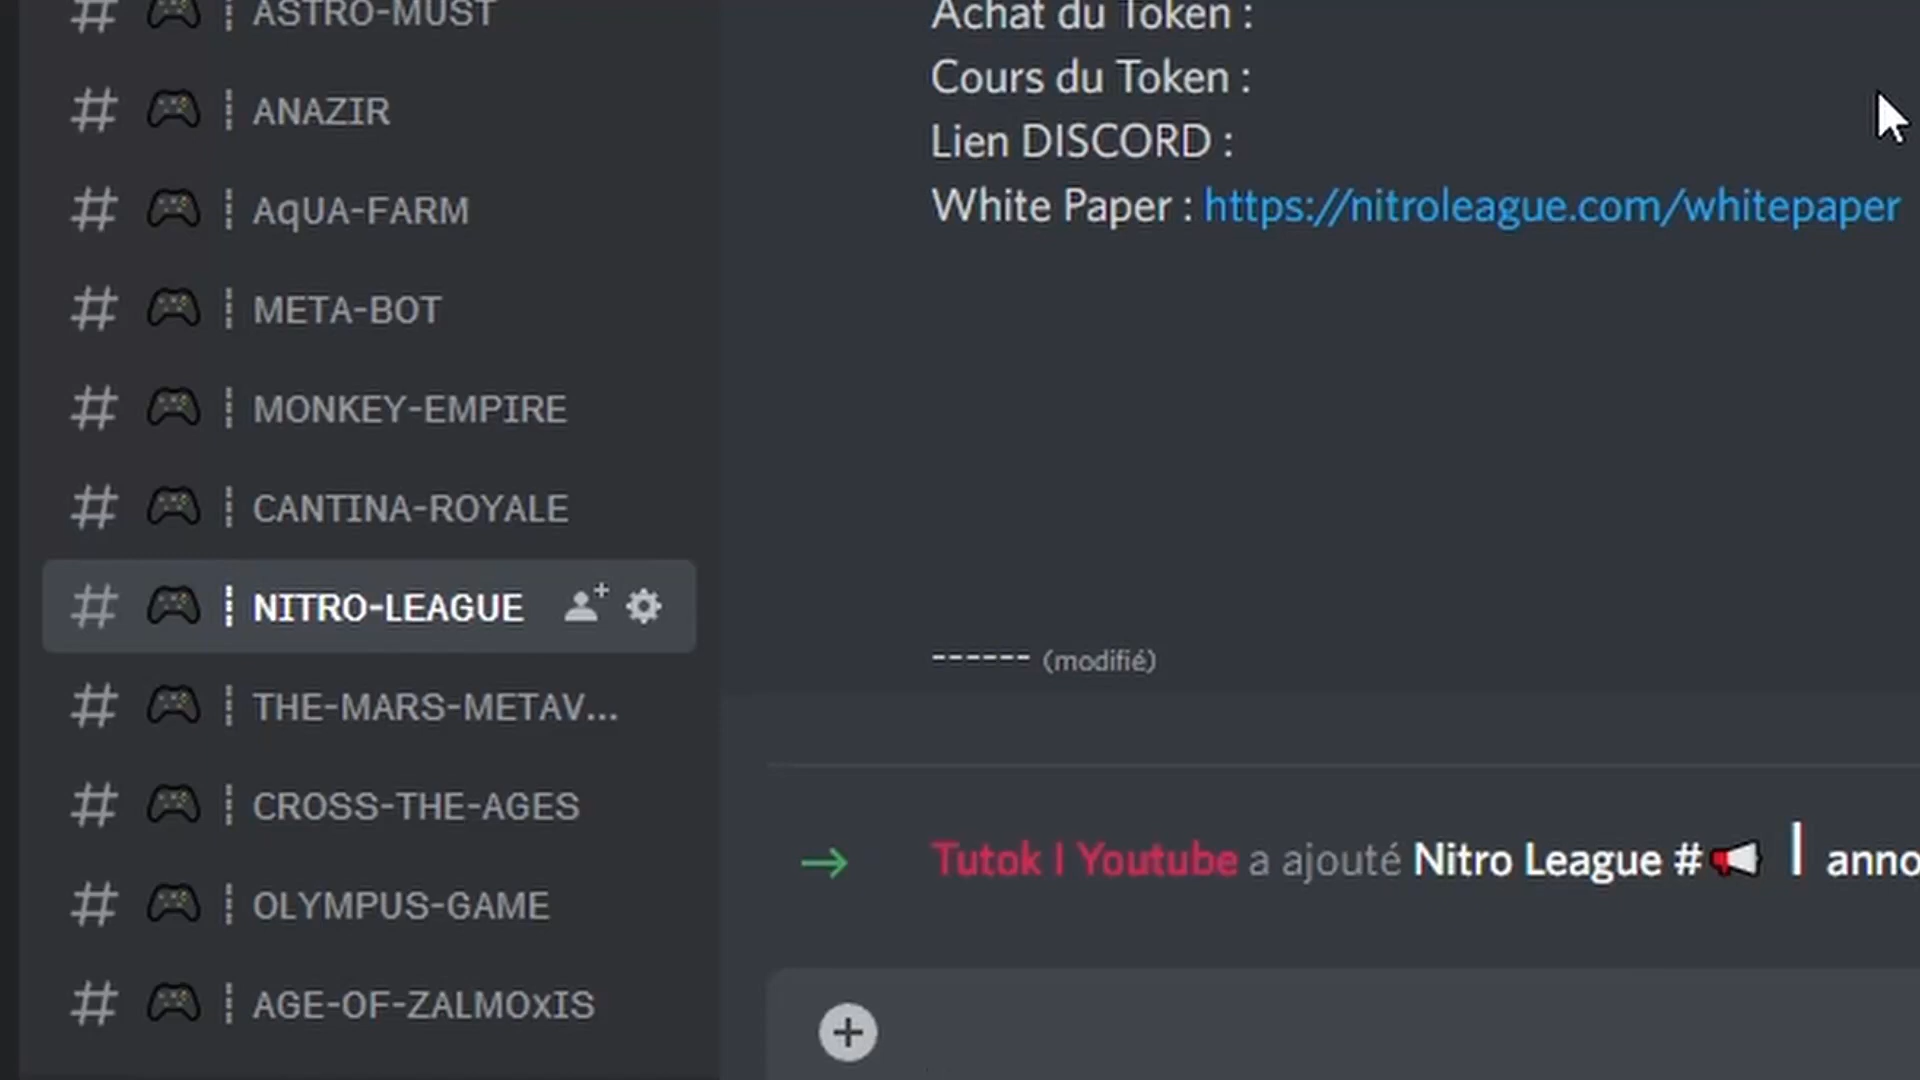 # ASTRO-MUST
# ANAZIR
# AqUA-FARM
# META-BOT
# MONKEY-EMPIRE
# CANTINA-ROYALE
# NITRO-LEAGUE
# THE-MARS-METAV...
# CROSS-THE-AGES
# OLYMPUS-GAME
# AGE-OF-ZALMOxIS
Achat du Token :
Cours du Token :
Lien DISCORD :
White Paper : https://nitroleague.com/whitepaper
------ (modifié)
Tutok | Youtube a ajouté Nitro League #📢 | anno